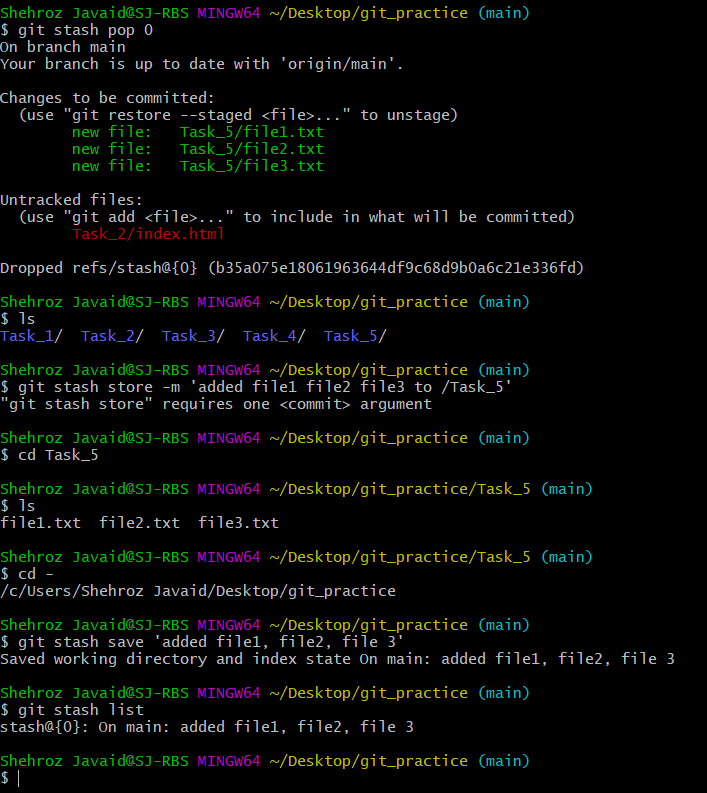 Shehroz Javaid@SJ-RBS MINGW64 ~/Desktop/git_practice (main)
$ git stash pop 0
On branch main
Your branch is up to date with 'origin/main'.
Changes to be committed:
(use "git restore --staged <file>..." to unstage)
new file: Task_5/file1.txt
new file: Task_5/file2.txt
new file: Task_5/file3.txt
Untracked files:
(use "git add <file>..." to include in what will be committed)
Task_2/index.html
Dropped refs/stash@{0} (b35a075e18061963644df9c68d9b0a6c21e336fd)
Shehroz Javaid@SJ-RBS MINGW64 ~/Desktop/git_practice (main)
$ ls
Task_1/ Task_2/ Task_3/ Task_4/ Task_5/
Shehroz Javaid@SJ-RBS MINGW64 ~/Desktop/git_practice (main)
$ git stash store -m 'added file1 file2 file3 to /Task_5'
"git stash store" requires one <commit> argument
Shehroz Javaid@SJ-RBS MINGW64 ~/Desktop/git_practice (main)
$ cd Task_5
Shehroz Javaid@SJ-RBS MINGW64 ~/Desktop/git_practice/Task_5 (main)
$ ls
file1.txt file2.txt file3.txt
Shehroz Javaid@SJ-RBS MINGW64 ~/Desktop/git_practice/Task_5 (main)
$ cd -
/c/Users/Shehroz Javaid/Desktop/git_practice
Shehroz Javaid@SJ-RBS MINGW64 ~/Desktop/git_practice (main)
$ git stash save 'added file1, file2, file 3'
Saved working directory and index state On main: added file1, file2, file 3
Shehroz Javaid@SJ-RBS MINGW64 ~/Desktop/git_practice (main)
$ git stash list
stash@{0}: On main: added file1, file2, file 3
Shehroz Javaid@SJ-RBS MINGW64 ~/Desktop/git_practice (main)
$